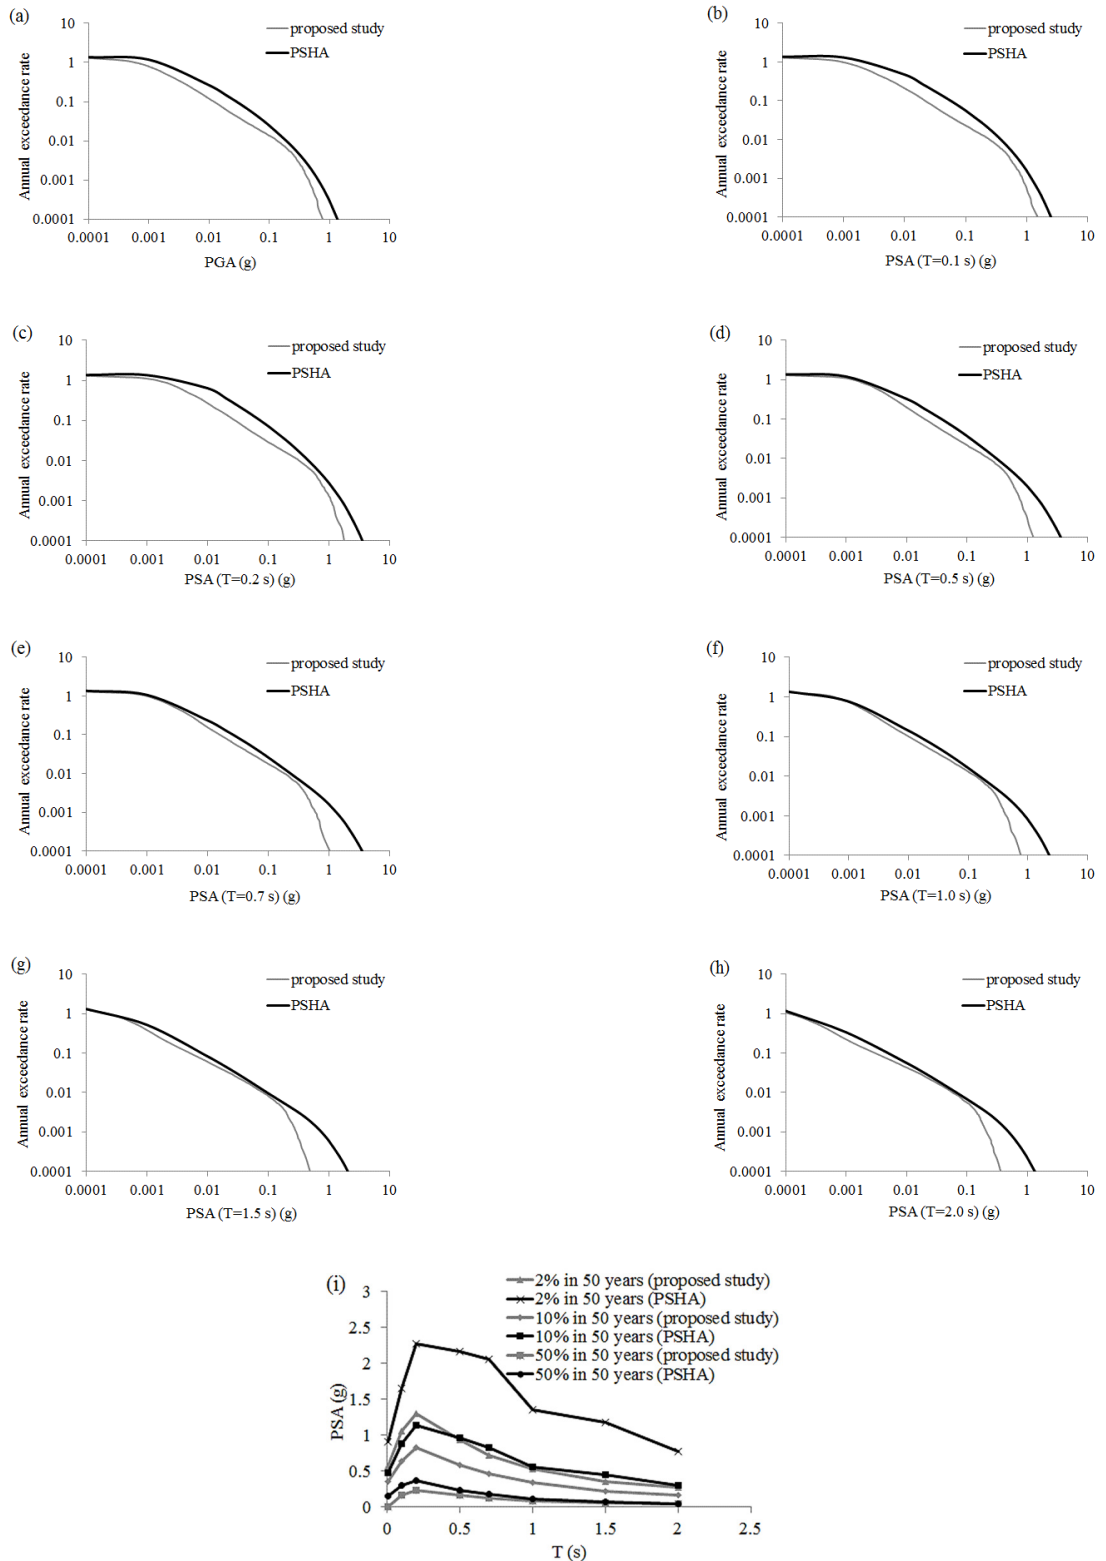 (a)
10
1
0.1
0.01
0.001
0.0001
Annual exceedance rate
proposed study
PSHA
0.0001 0.001 0.01 0.1 1 10
PGA (g)
(b)
10
1
0.1
0.01
0.001
0.0001
Annual exceedance rate
proposed study
PSHA
0.0001 0.001 0.01 0.1 1 10
PSA (T=0.1 s) (g)
(c)
10
1
0.1
0.01
0.001
0.0001
Annual exceedance rate
proposed study
PSHA
0.0001 0.001 0.01 0.1 1 10
PSA (T=0.2 s) (g)
(d)
10
1
0.1
0.01
0.001
0.0001
Annual exceedance rate
proposed study
PSHA
0.0001 0.001 0.01 0.1 1 10
PSA (T=0.5 s) (g)
(e)
10
1
0.1
0.01
0.001
0.0001
Annual exceedance rate
proposed study
PSHA
0.0001 0.001 0.01 0.1 1 10
PSA (T=0.7 s) (g)
(f)
10
1
0.1
0.01
0.001
0.0001
Annual exceedance rate
proposed study
PSHA
0.0001 0.001 0.01 0.1 1 10
PSA (T=1.0 s) (g)
(g)
10
1
0.1
0.01
0.001
0.0001
Annual exceedance rate
proposed study
PSHA
0.0001 0.001 0.01 0.1 1 10
PSA (T=1.5 s) (g)
(h)
10
1
0.1
0.01
0.001
0.0001
Annual exceedance rate
proposed study
PSHA
0.0001 0.001 0.01 0.1 1 10
PSA (T=2.0 s) (g)
(i)
3
2.5
2
1.5
1
0.5
0
PSA (g)
2% in 50 years (proposed study)
2% in 50 years (PSHA)
10% in 50 years (proposed study)
10% in 50 years (PSHA)
50% in 50 years (proposed study)
50% in 50 years (PSHA)
0 0.5 1 1.5 2 2.5
T (s)